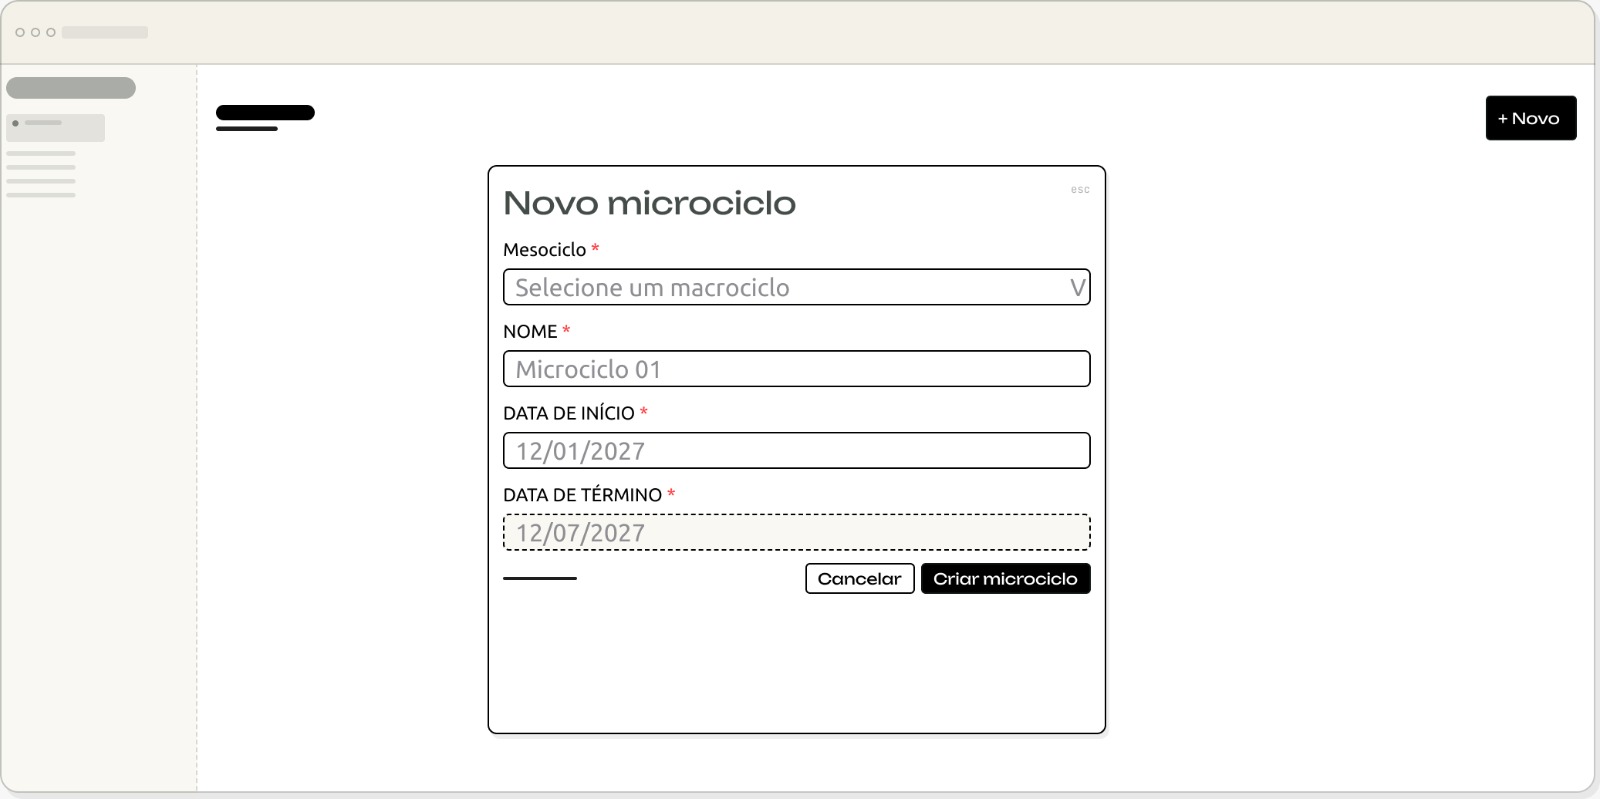 + Novo
Novo microciclo
esc
Mesociclo *
Selecione um macrociclo V
NOME *
Microciclo 01
DATA DE INÍCIO *
12/01/2027
DATA DE TÉRMINO *
12/07/2027
Cancelar
Criar microciclo